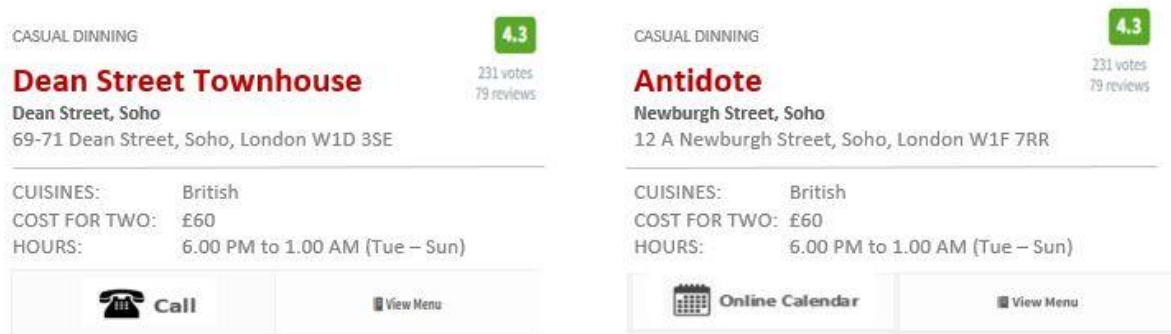 CASUAL DINNING
4.3
Dean Street Townhouse
231 votes
79 reviews
Dean Street, Soho
69-71 Dean Street, Soho, London W1D 3SE
CUISINES: British
COST FOR TWO: £60
HOURS: 6.00 PM to 1.00 AM (Tue – Sun)
Call
View Menu
CASUAL DINNING
4.3
Antidote
231 votes
79 reviews
Newburgh Street, Soho
12 A Newburgh Street, Soho, London W1F 7RR
CUISINES: British
COST FOR TWO: £60
HOURS: 6.00 PM to 1.00 AM (Tue – Sun)
Online Calendar
View Menu